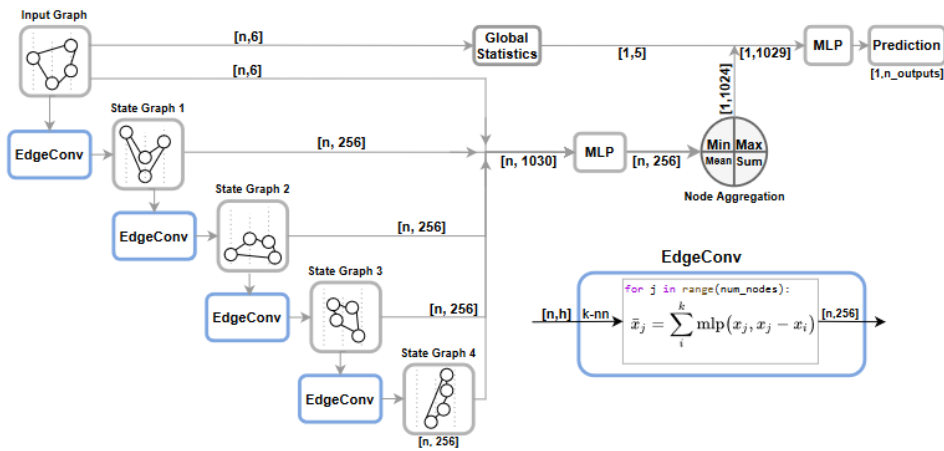 Input Graph
[n,6]
Global
Statistics
[1,5]
[1,1029]
MLP
Prediction
[1,n_outputs]
[n,6]
[1,1024]
State Graph 1
EdgeConv
[n, 256]
[n, 1030]
MLP
[n, 256]
Min
Max
Mean
Sum
Node Aggregation
State Graph 2
EdgeConv
[n, 256]
State Graph 3
EdgeConv
[n, 256]
State Graph 4
EdgeConv
[n, 256]
EdgeConv
for j in range(num_nodes):
[n,h]
k-nn
x̄_j = ∑_i^k mlp(x_j, x_j − x_i)
[n,256]